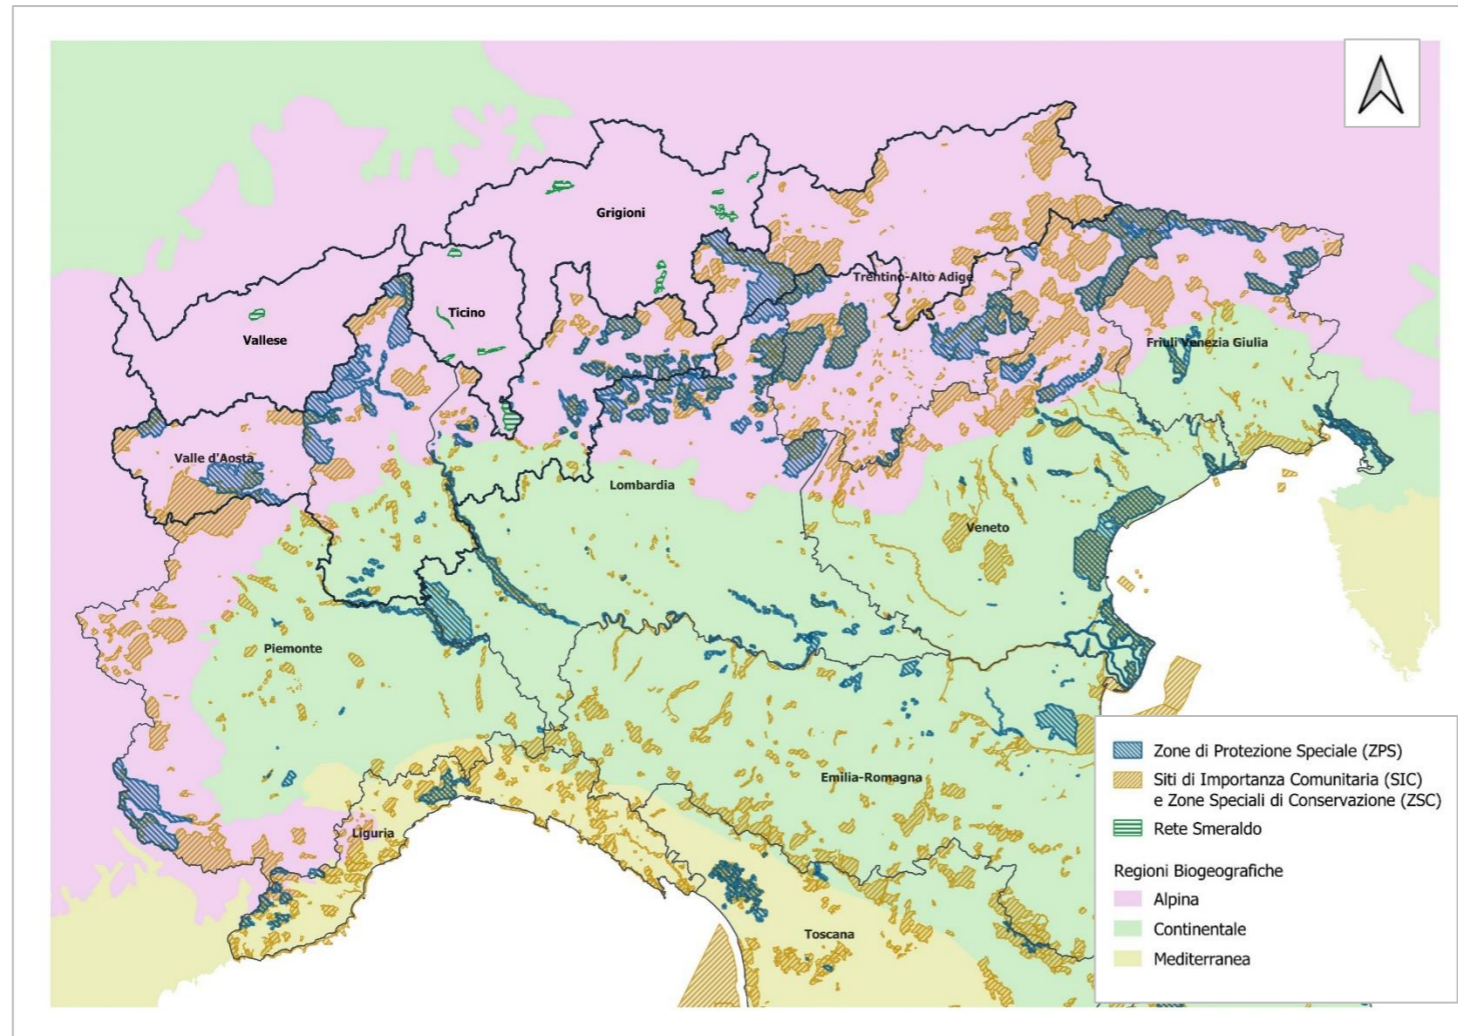 Grigioni
Trentino-Alto Adige
Ticino
Vallese
Friuli Venezia Giulia
Valle d'Aosta
Lombardia
Veneto
Piemonte
Emilia-Romagna
Liguria
Toscana
Zone di Protezione Speciale (ZPS)
Siti di Importanza Comunitaria (SIC)
e Zone Speciali di Conservazione (ZSC)
Rete Smeraldo
Regioni Biogeografiche
Alpina
Continentale
Mediterranea